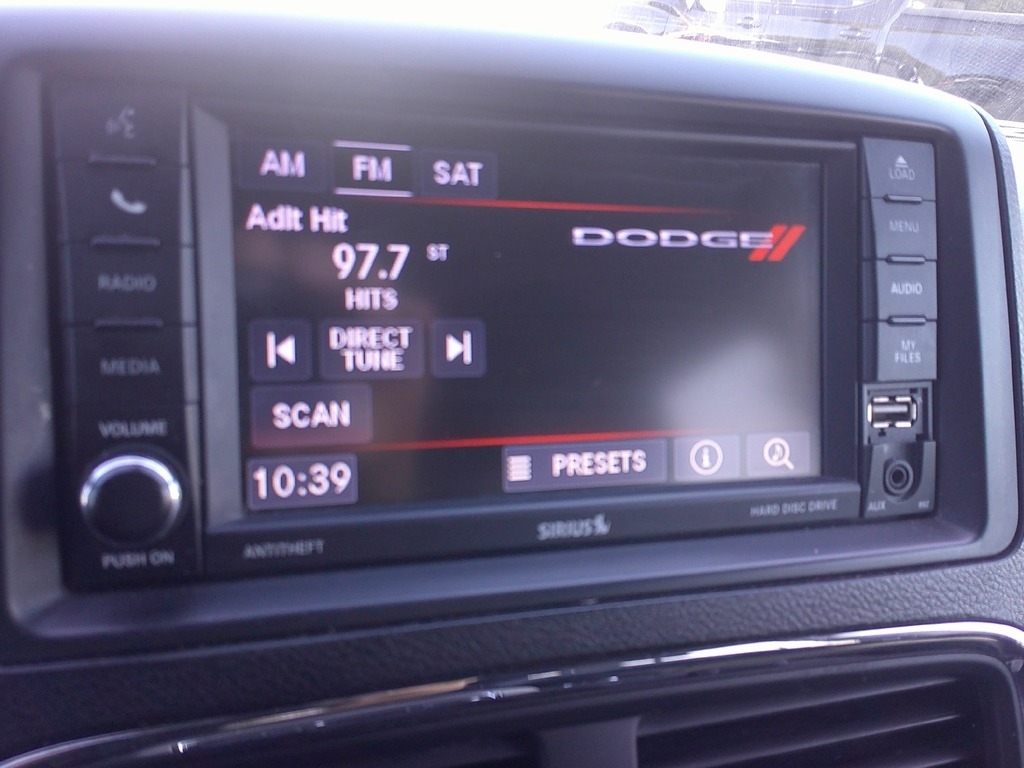 AM FM SAT
Adlt Hit
97.7 ST
HITS
DODGE
DIRECT
TUNE
SCAN
10:39
PRESETS
RADIO
MEDIA
VOLUME
PUSH ON
ANTITHEFT
SIRIUS
HARD DISC DRIVE
LOAD
MENU
AUDIO
MY
FILES
AUX